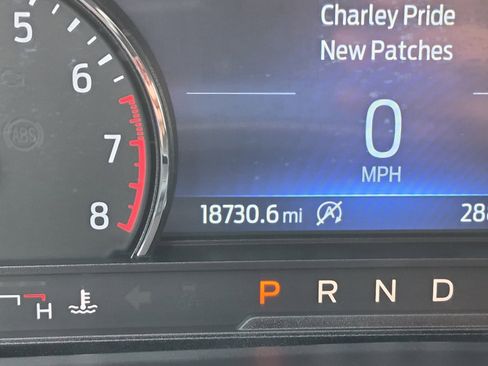 Charley Pride
New Patches
5
6
7
8
0
MPH
18730.6 mi
P R N D
H